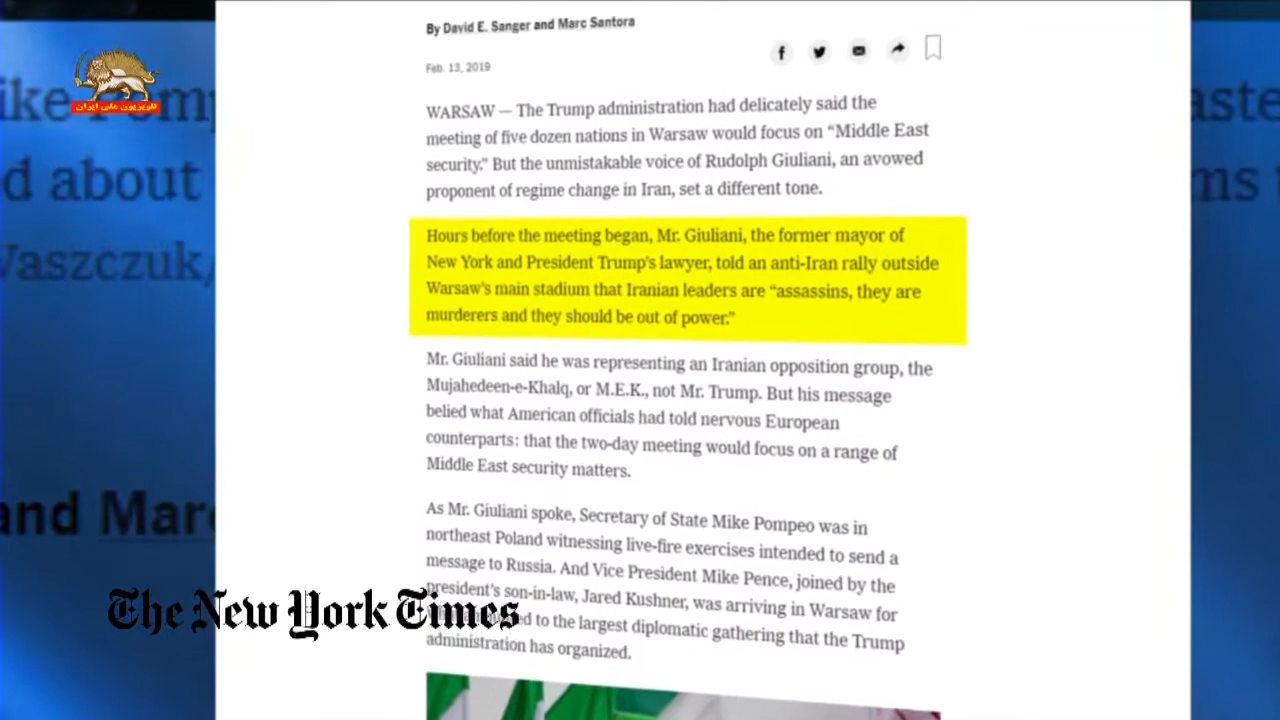 By David E. Sanger and Marc Santora
Feb. 13, 2019
WARSAW — The Trump administration had delicately said the
meeting of five dozen nations in Warsaw would focus on “Middle East
security.” But the unmistakable voice of Rudolph Giuliani, an avowed
proponent of regime change in Iran, set a different tone.
Hours before the meeting began, Mr. Giuliani, the former mayor of
New York and President Trump’s lawyer, told an anti-Iran rally outside
Warsaw’s main stadium that Iranian leaders are “assassins, they are
murderers and they should be out of power.”
Mr. Giuliani said he was representing an Iranian opposition group, the
Mujahedeen-e-Khalq, or M.E.K., not Mr. Trump. But his message
belied what American officials had told nervous European
counterparts: that the two-day meeting would focus on a range of
Middle East security matters.
As Mr. Giuliani spoke, Secretary of State Mike Pompeo was in
northeast Poland witnessing live-fire exercises intended to send a
message to Russia. And Vice President Mike Pence, joined by the
president’s son-in-law, Jared Kushner, was arriving in Warsaw for
to the largest diplomatic gathering that the Trump
administration has organized.
The New York Times
تلویزیون ملی ایران
d about
Waszczuk,
and Marc